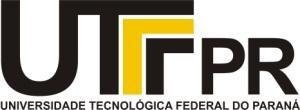 UTFPR
UNIVERSIDADE TECNOLÓGICA FEDERAL DO PARANÁ